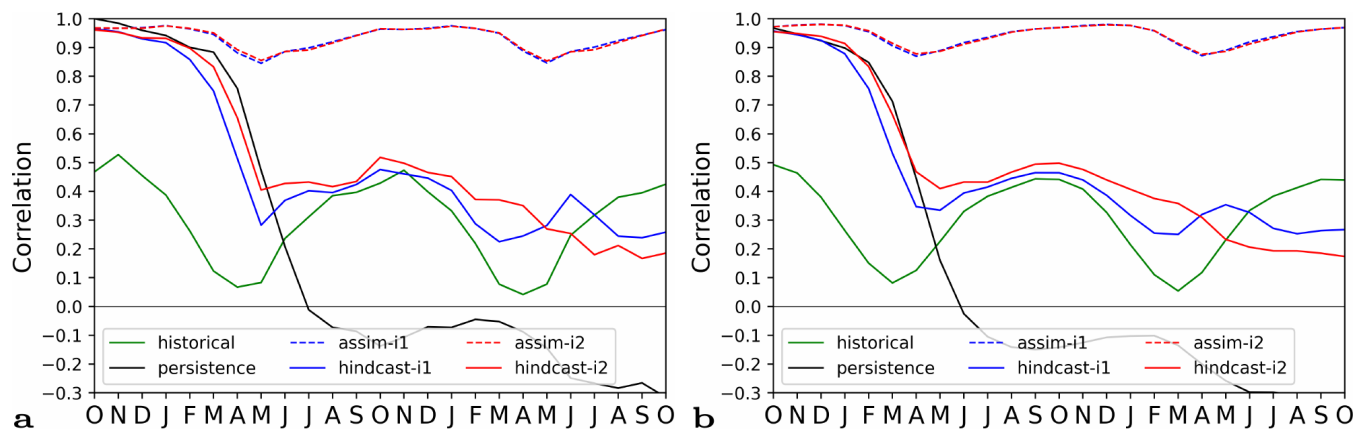 1.0
0.9
0.8
0.7
0.6
0.5
0.4
0.3
0.2
0.1
0.0
−0.1
−0.2
−0.3
Correlation
historical assim-i1 assim-i2
persistence hindcast-i1 hindcast-i2
O N D J F M A M J J A S O N D J F M A M J J A S O
a
1.0
0.9
0.8
0.7
0.6
0.5
0.4
0.3
0.2
0.1
0.0
−0.1
−0.2
−0.3
Correlation
historical assim-i1 assim-i2
persistence hindcast-i1 hindcast-i2
O N D J F M A M J J A S O N D J F M A M J J A S O
b